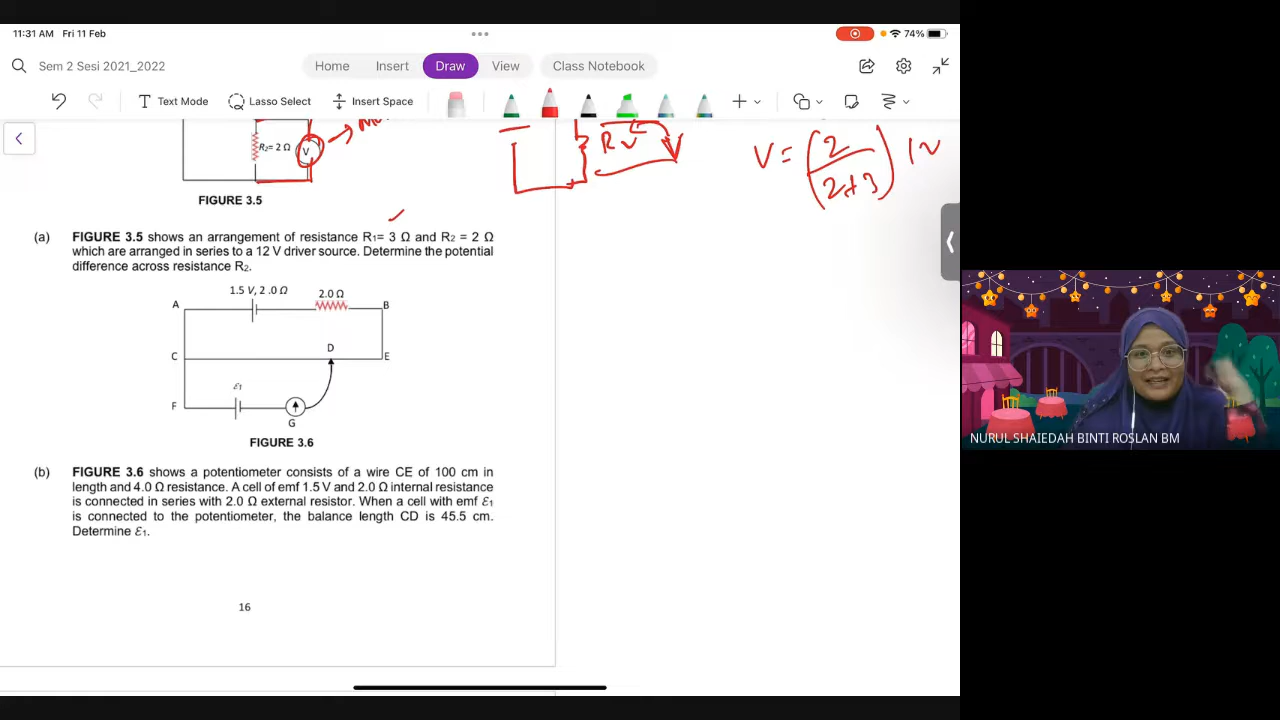 11:31 AM Fri 11 Feb
74%
Sem 2 Sesi 2021_2022
Home Insert Draw View Class Notebook
Text Mode Lasso Select Insert Space
R2= 2 Ω V
R V
V = (2 / (2+3)) 12
FIGURE 3.5
(a) FIGURE 3.5 shows an arrangement of resistance R1= 3 Ω and R2 = 2 Ω
which are arranged in series to a 12 V driver source. Determine the potential
difference across resistance R2.
1.5 V, 2 .0 Ω 2.0 Ω
A B
D
C E
ε1
F
G
FIGURE 3.6
(b) FIGURE 3.6 shows a potentiometer consists of a wire CE of 100 cm in
length and 4.0 Ω resistance. A cell of emf 1.5 V and 2.0 Ω internal resistance
is connected in series with 2.0 Ω external resistor. When a cell with emf ε1
is connected to the potentiometer, the balance length CD is 45.5 cm.
Determine ε1.
16
NURUL SHAIEDAH BINTI ROSLAN BM